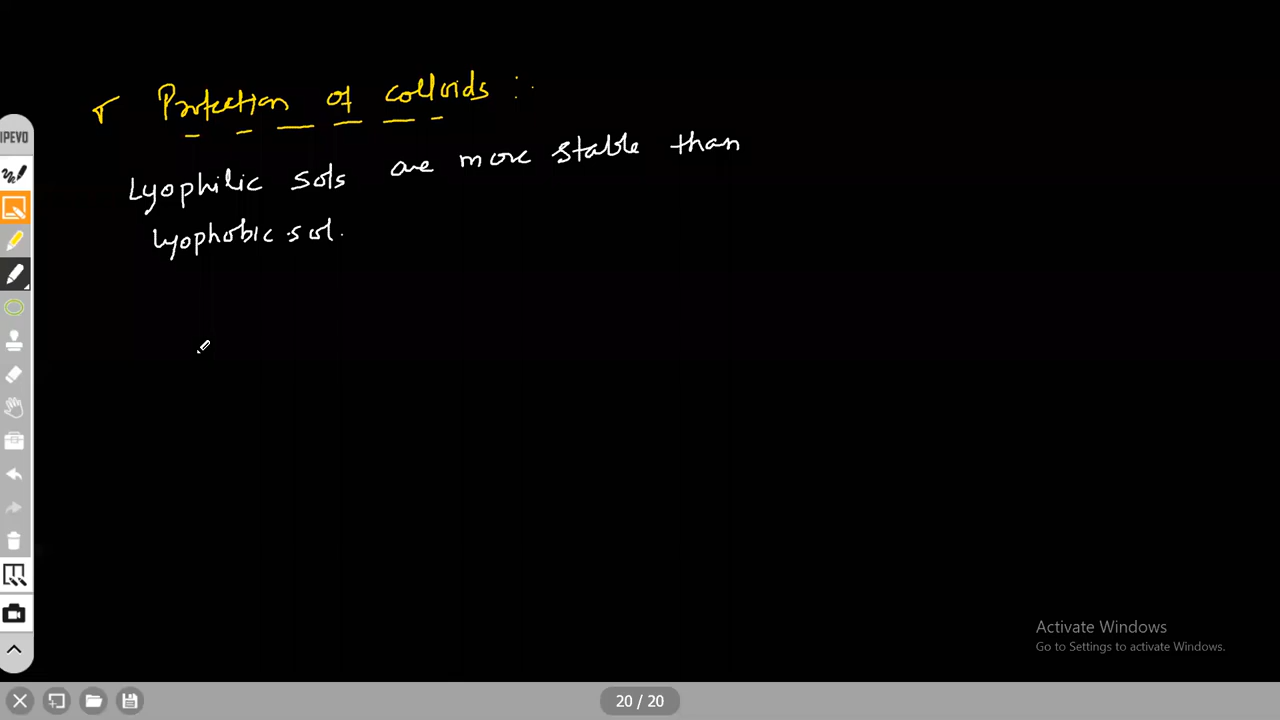 Protection of colloids :
Lyophilic sols are more stable than
lyophobic sol.
IPEVO
Activate Windows
Go to Settings to activate Windows.
20 / 20